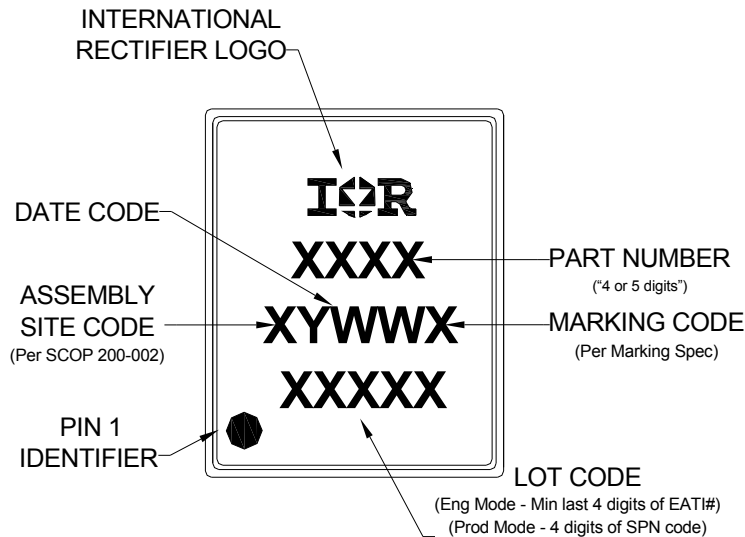 INTERNATIONAL
RECTIFIER LOGO
IOR
DATE CODE
XXXX
PART NUMBER
(“4 or 5 digits”)
ASSEMBLY
SITE CODE
(Per SCOP 200-002)
XYWWX
MARKING CODE
(Per Marking Spec)
XXXXX
PIN 1
IDENTIFIER
LOT CODE
(Eng Mode - Min last 4 digits of EATI#)
(Prod Mode - 4 digits of SPN code)